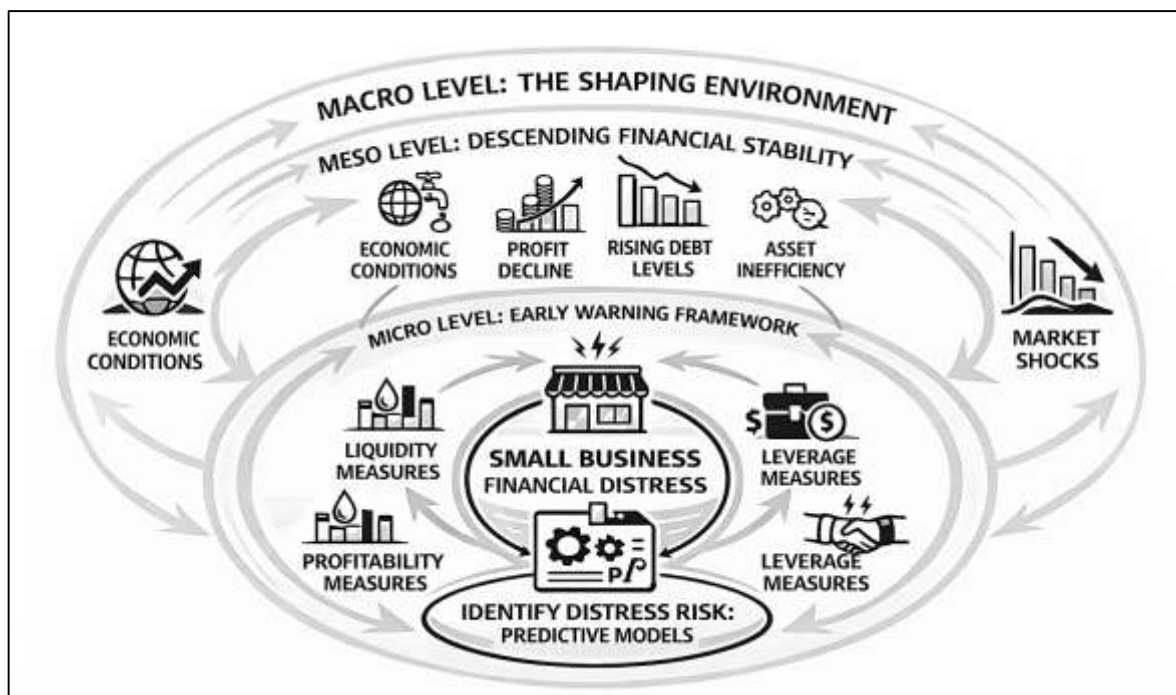 MACRO LEVEL: THE SHAPING ENVIRONMENT
MESO LEVEL: DESCENDING FINANCIAL STABILITY
ECONOMIC
CONDITIONS
PROFIT
DECLINE
RISING DEBT
LEVELS
ASSET
INEFFICIENCY
ECONOMIC
CONDITIONS
MARKET
SHOCKS
MICRO LEVEL: EARLY WARNING FRAMEWORK
LIQUIDITY
MEASURES
$ $
LEVERAGE
MEASURES
SMALL BUSINESS
FINANCIAL DISTRESS
PROFITABILITY
MEASURES
LEVERAGE
MEASURES
IDENTIFY DISTRESS RISK:
PREDICTIVE MODELS